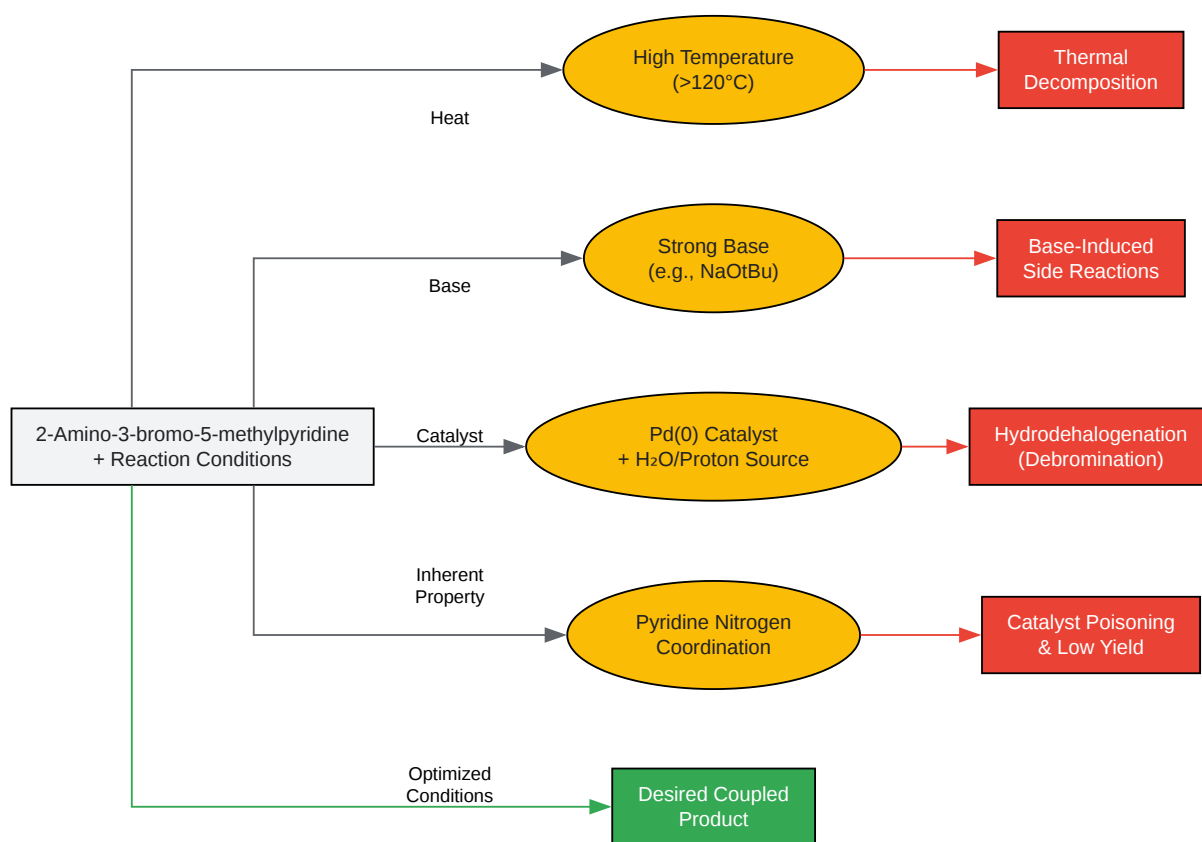 High Temperature
(>120°C)
Thermal
Decomposition
Heat
Strong Base
(e.g., NaOtBu)
Base-Induced
Side Reactions
Base
2-Amino-3-bromo-5-methylpyridine
+ Reaction Conditions
Catalyst
Pd(0) Catalyst
+ H₂O/Proton Source
Hydrodehalogenation
(Debromination)
Inherent
Property
Pyridine Nitrogen
Coordination
Catalyst Poisoning
& Low Yield
Optimized
Conditions
Desired Coupled
Product